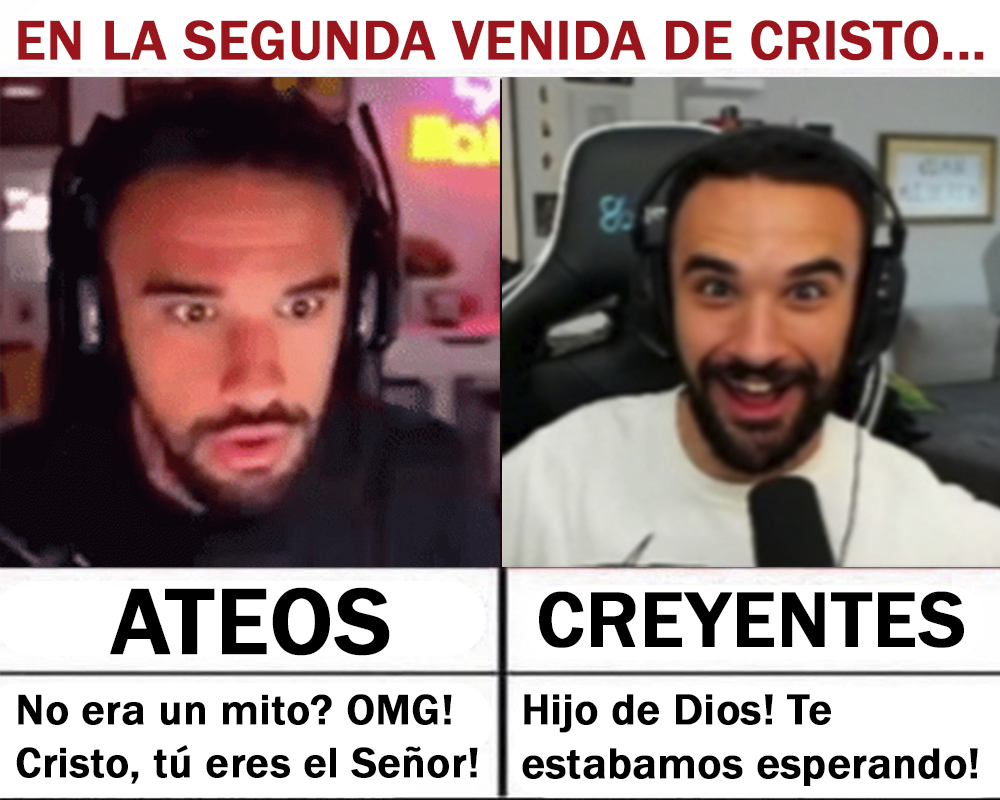 EN LA SEGUNDA VENIDA DE CRISTO...
ATEOS
CREYENTES
No era un mito? OMG!
Cristo, tú eres el Señor!
Hijo de Dios! Te
estabamos esperando!